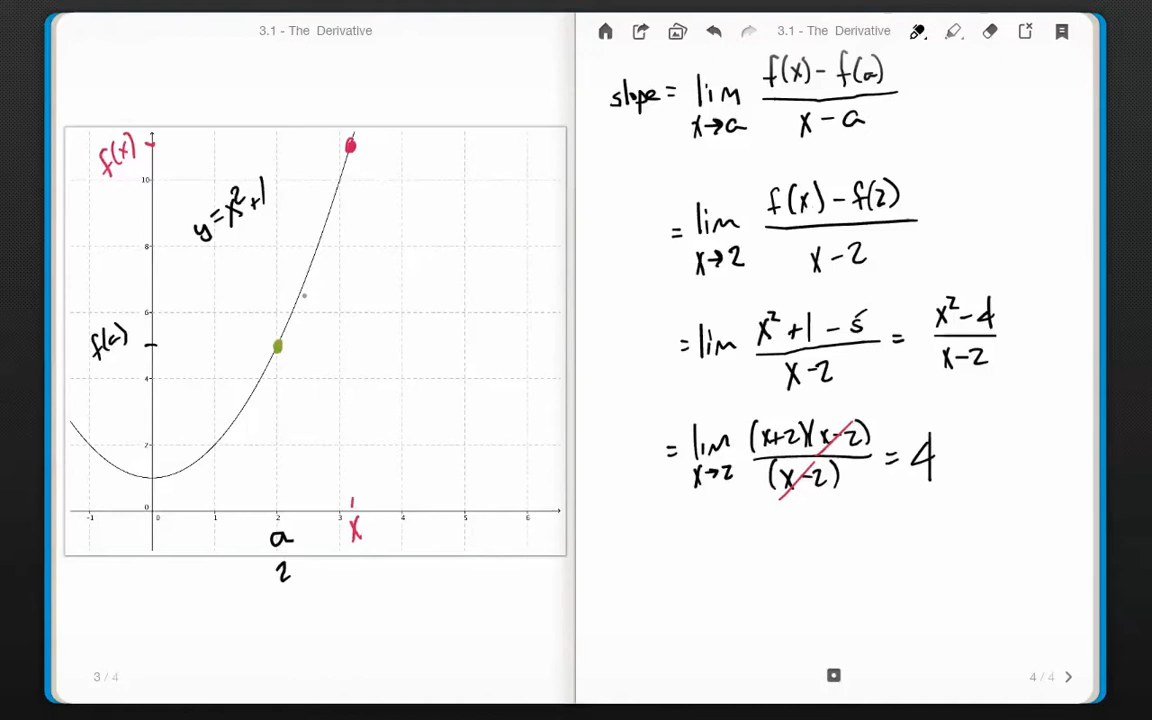 3.1 - The Derivative
f(x)
10
y = x² + 1
8
6
f(a)
4
2
0
-1 0 1 2 3 4 5 6
a x
2
3 / 4
3.1 - The Derivative
slope = lim x→a (f(x) - f(a)) / (x - a)
= lim x→2 (f(x) - f(2)) / (x - 2)
= lim (x² + 1 - 5) / (x - 2) = (x² - 4) / (x - 2)
= lim x→2 (x+2)(x-2) / (x-2) = 4
4 / 4